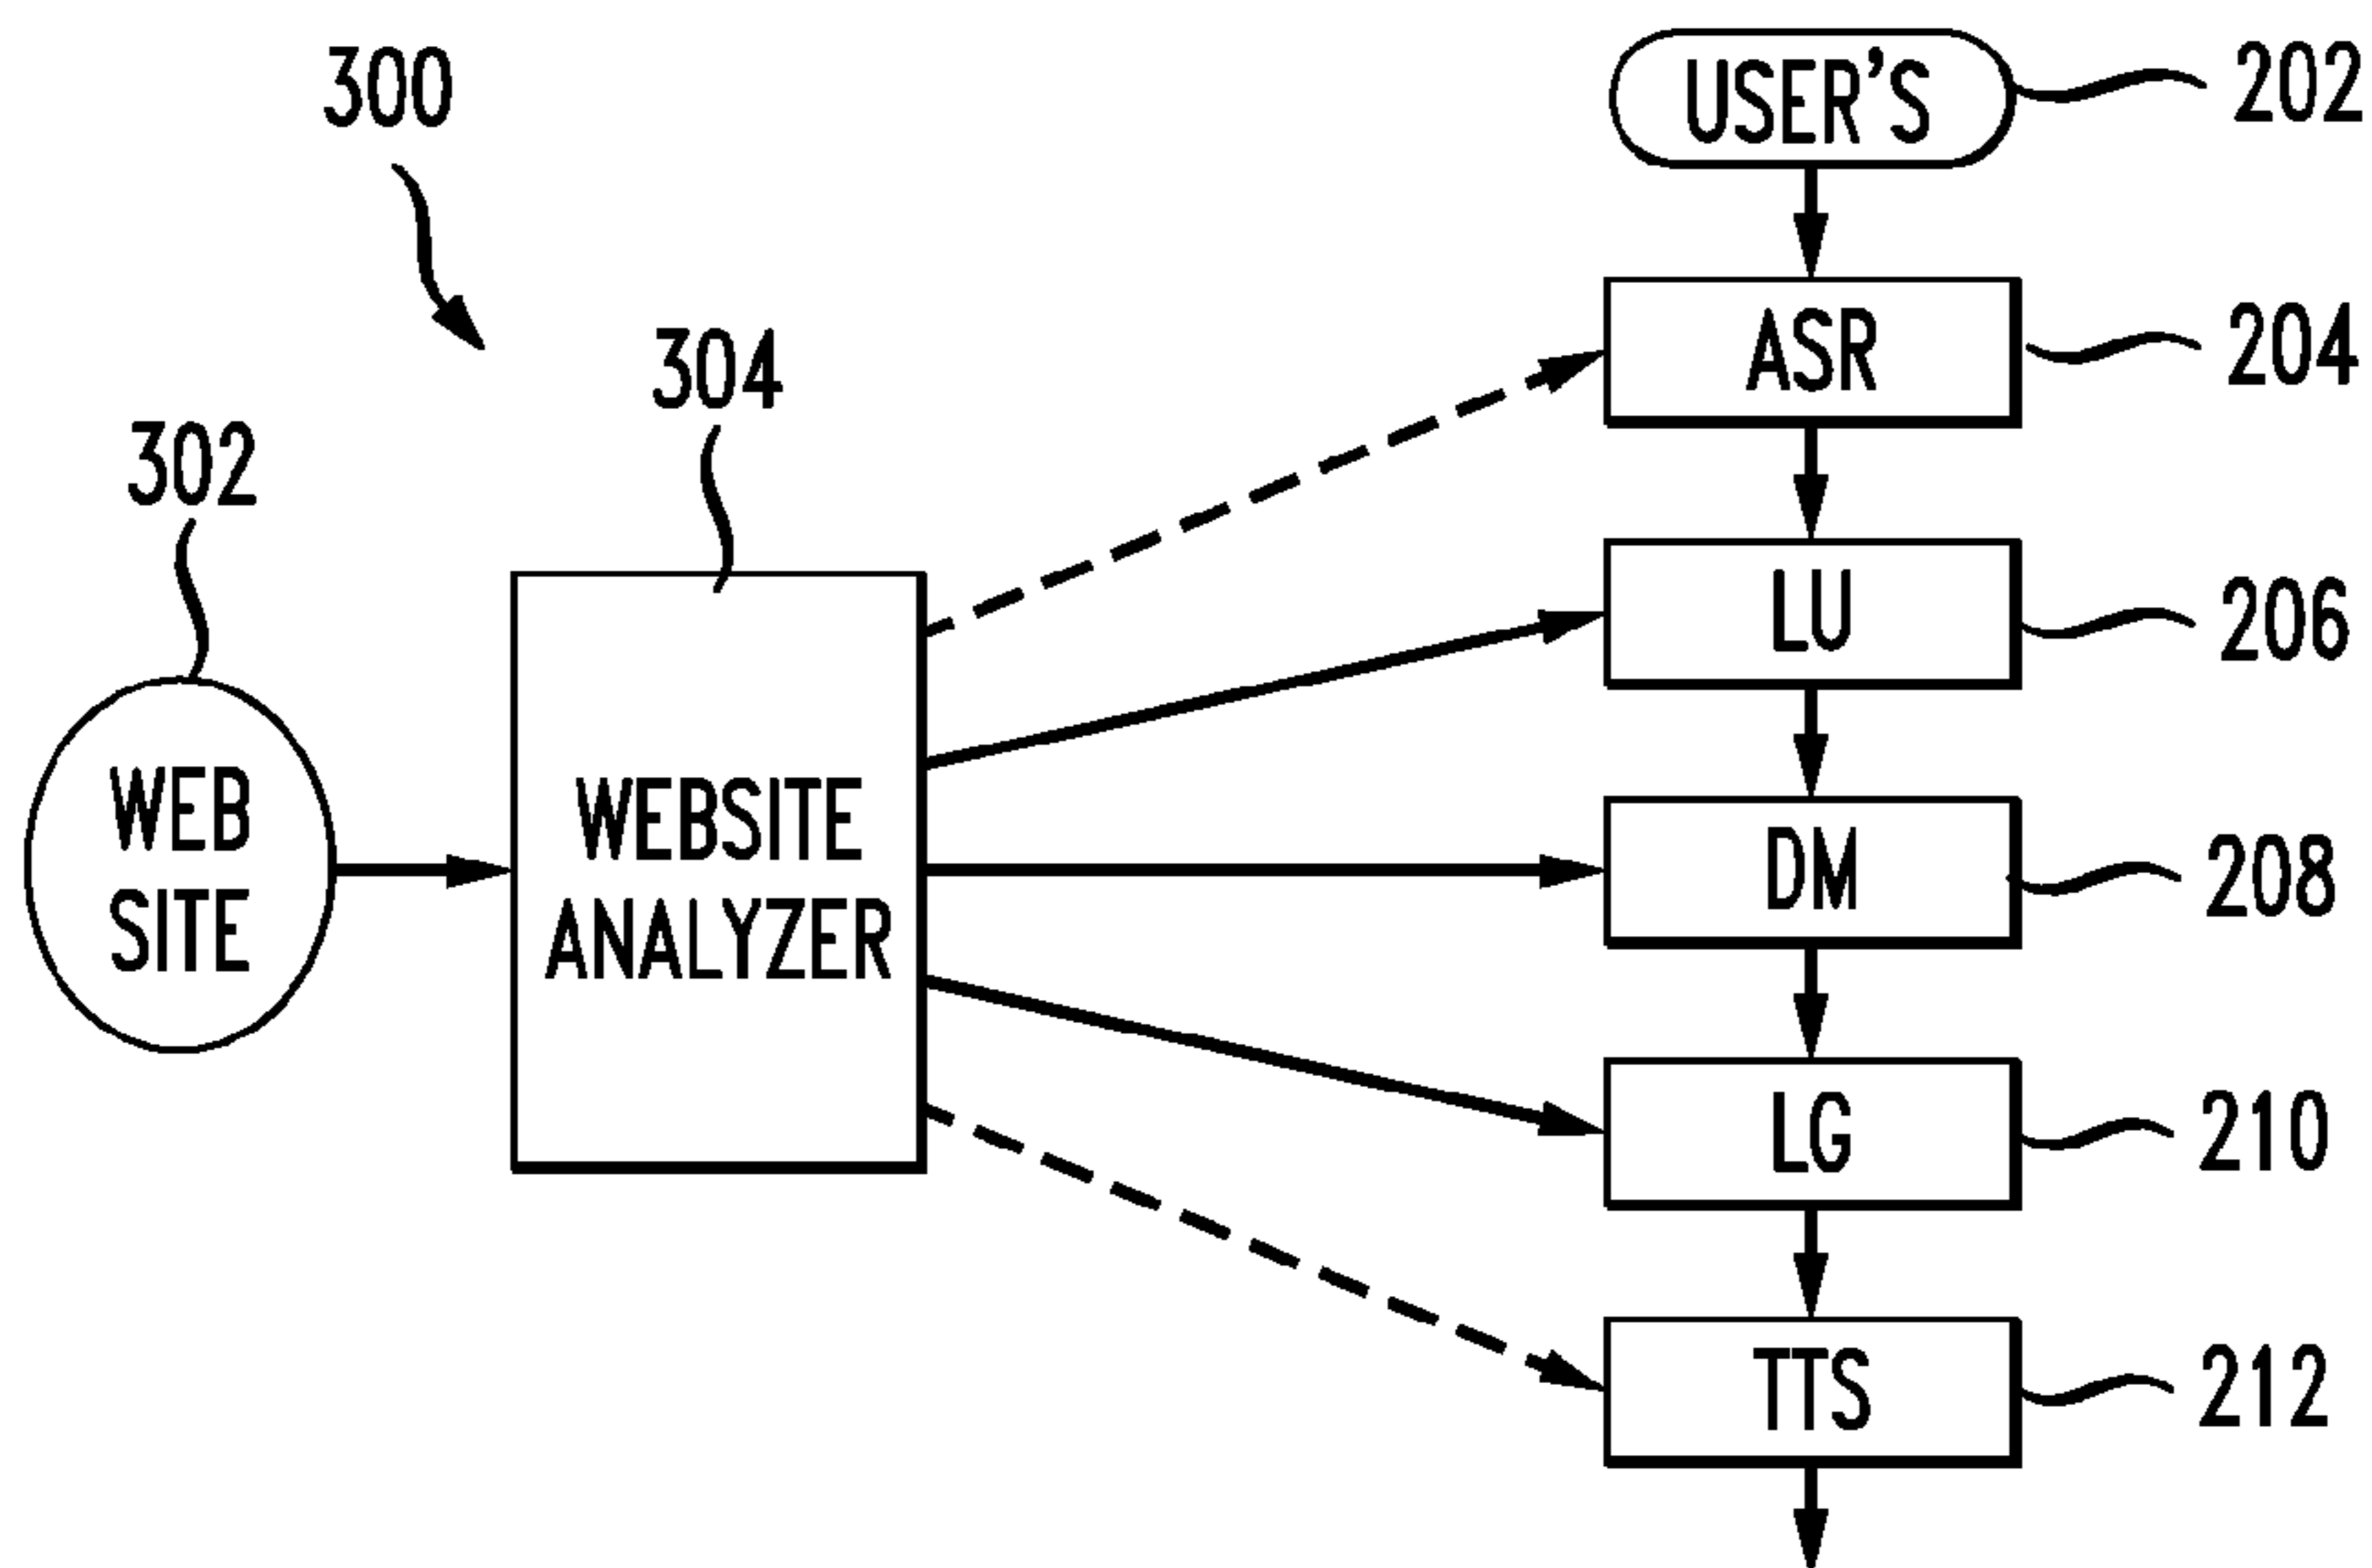 300
USER'S
202
304
ASR
204
302
LU
206
WEB
SITE
WEBSITE
ANALYZER
DM
208
LG
210
TTS
212